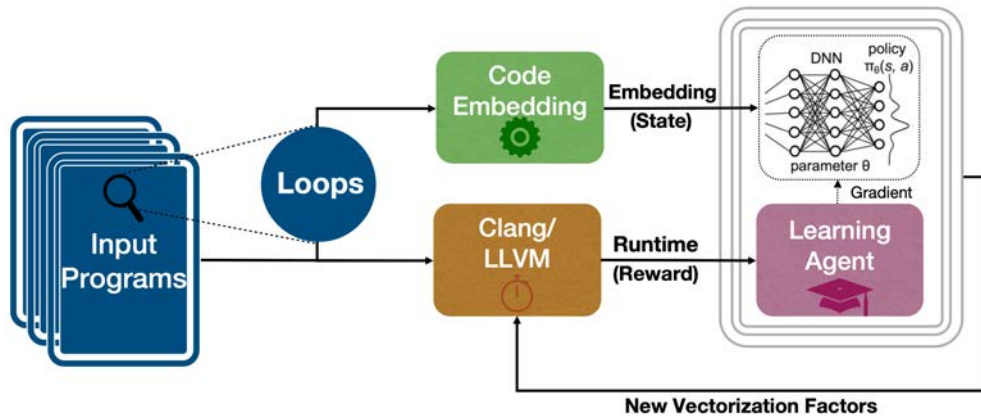 Input
Programs
Loops
Code
Embedding
Embedding
(State)
DNN
policy
πθ(s, a)
parameter θ
Gradient
Clang/
LLVM
Runtime
(Reward)
Learning
Agent
New Vectorization Factors